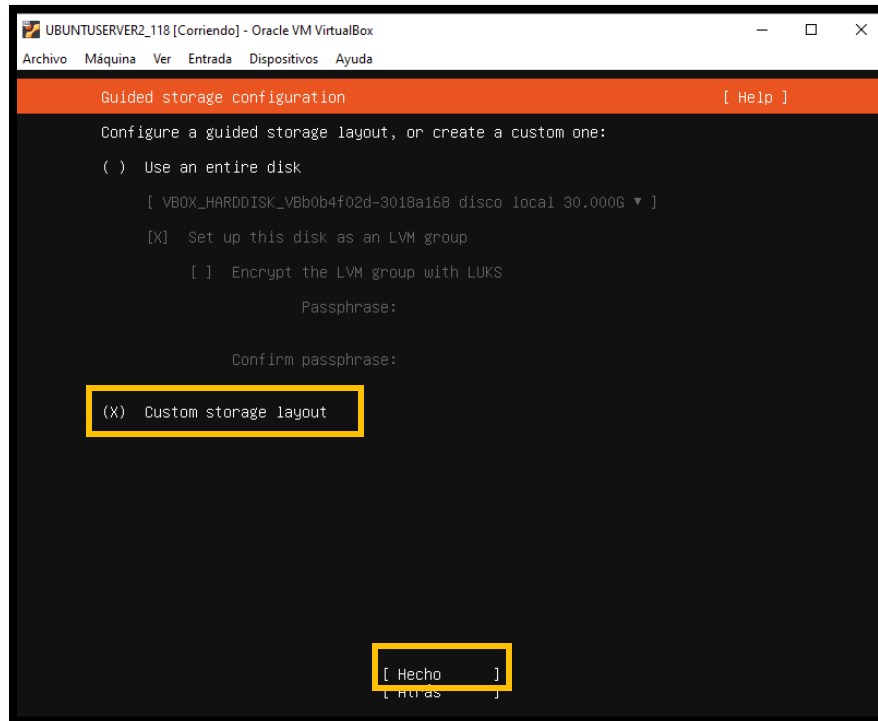 UBUNTUSERVER2_118 [Corriendo] - Oracle VM VirtualBox
Archivo Máquina Ver Entrada Dispositivos Ayuda
Guided storage configuration [ Help ]
Configure a guided storage layout, or create a custom one:
( ) Use an entire disk
[ VBOX_HARDDISK_VBb0b4f02d-3018a168 disco local 30.000G ▾ ]
[X] Set up this disk as an LVM group
[ ] Encrypt the LVM group with LUKS
Passphrase:
Confirm passphrase:
(X) Custom storage layout
[ Hecho ]
[ Atrás ]